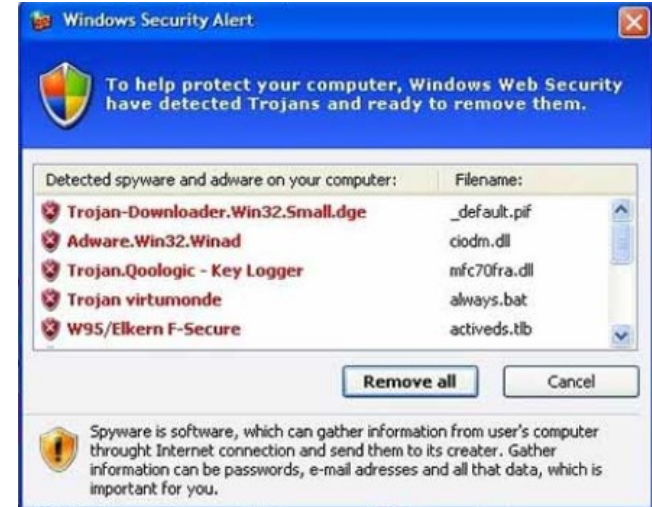 Windows Security Alert
To help protect your computer, Windows Web Security
have detected Trojans and ready to remove them.
Detected spyware and adware on your computer: Filename:
Trojan-Downloader.Win32.Small.dge _default.pif
Adware.Win32.Winad ciodm.dll
Trojan.Qoologic - Key Logger mfc70fra.dll
Trojan virtumonde always.bat
W95/Elkern F-Secure activeds.tlb
Remove all Cancel
Spyware is software, which can gather information from user's computer
throught Internet connection and send them to its creater. Gather
information can be passwords, e-mail adresses and all that data, which is
important for you.